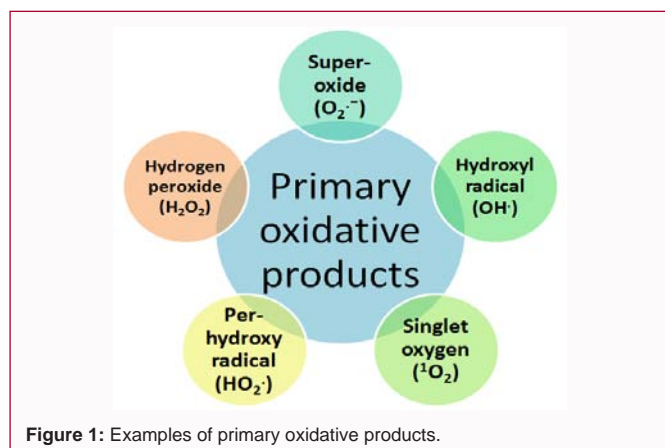 Super-
oxide
(O₂·⁻)
Hydrogen
peroxide
(H₂O₂)
Hydroxyl
radical
(OH·)
Primary
oxidative
products
Per-
hydroxy
radical
(HO₂·)
Singlet
oxygen
(¹O₂)
Figure 1: Examples of primary oxidative products.